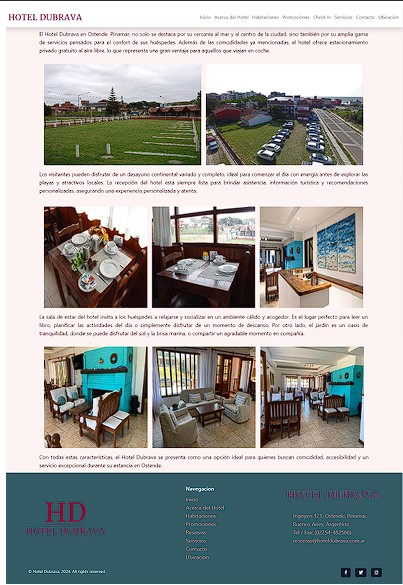 HOTEL DUBRAVA
Inicio Acerca del Hotel Habitaciones Promociones Check In Servicios Contacto Ubicacion
El Hotel Dubrava en Ostende, Pinamar, no solo se destaca por su cercanía al mar y al centro de la ciudad, sino también por su amplia gama
de servicios pensados para el confort de sus huéspedes. Además de las comodidades ya mencionadas, el hotel ofrece estacionamiento
privado gratuito al aire libre, lo que representa una gran ventaja para aquellos que viajan en coche.
Los visitantes pueden disfrutar de un desayuno continental variado y completo, ideal para comenzar el día con energía antes de explorar las
playas y atractivos locales. La recepción del hotel está siempre lista para brindar asistencia, información turística y recomendaciones
personalizadas, asegurando una experiencia personalizada y atenta.
La sala de estar del hotel invita a los huéspedes a relajarse y socializar en un ambiente cálido y acogedor. Es el lugar perfecto para leer un
libro, planificar las actividades del día o simplemente disfrutar de un momento de descanso. Por otro lado, el jardín es un oasis de
tranquilidad, donde se puede disfrutar del sol y la brisa marina, o compartir un agradable momento en compañía.
Con todas estas características, el Hotel Dubrava se presenta como una opción ideal para quienes buscan comodidad, accesibilidad y un
servicio excepcional durante su estancia en Ostende.
HD
HOTEL DUBRAVA
Navegacion
Inicio
Acerca del Hotel
Habitaciones
Promociones
Reservas
Servicios
Contacto
Ubicacion
HOTEL DUBRAVA
Ingeyers 121, Ostende, Pinamar,
Buenos Aires, Argentina
Tel / Fax: (02254-482566)
reservas@hoteldubrava.com.ar
© Hotel Dubrava, 2024. All rights reserved.